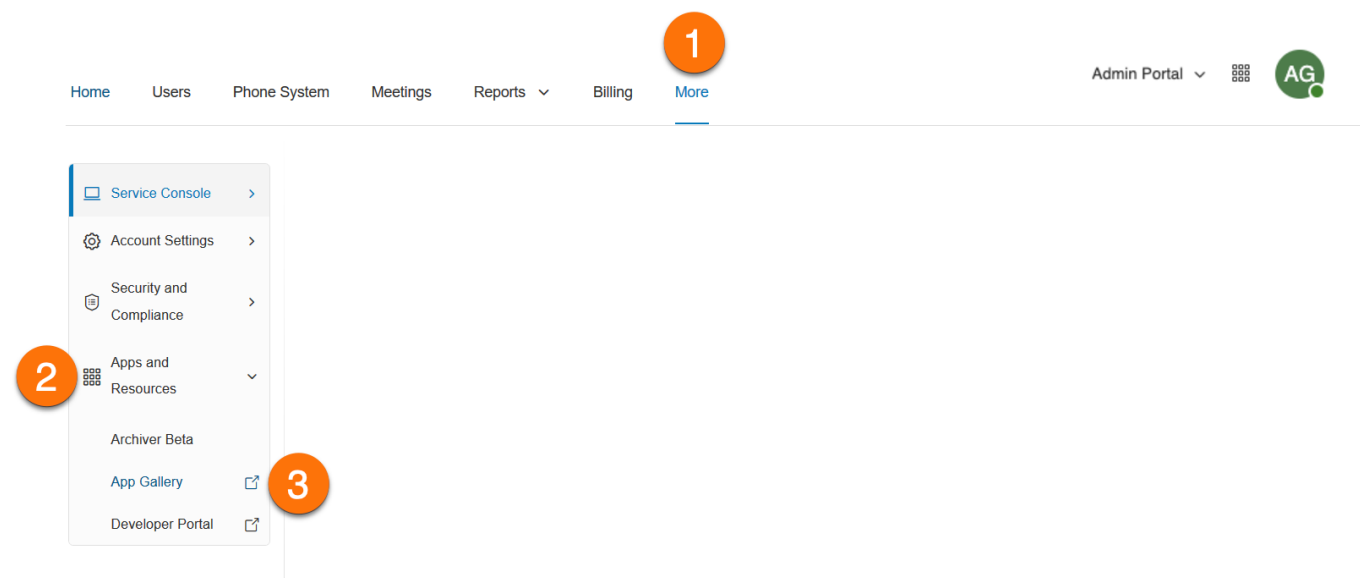 1
Admin Portal
AG
Home Users Phone System Meetings Reports Billing More
Service Console
Account Settings
Security and
Compliance
2
Apps and
Resources
Archiver Beta
App Gallery
3
Developer Portal